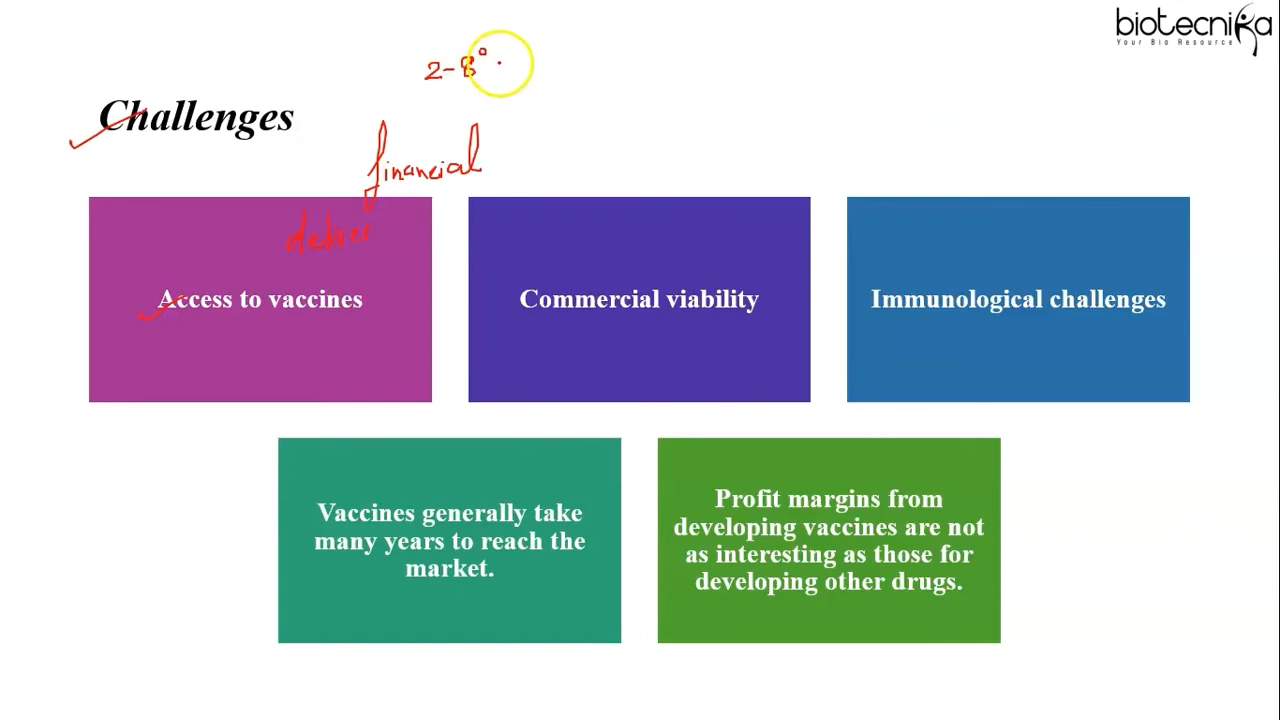 biotecnika
Your Bio Resource
2-8°
Challenges
financial
deliver
Access to vaccines
Commercial viability
Immunological challenges
Vaccines generally take
many years to reach the
market.
Profit margins from
developing vaccines are not
as interesting as those for
developing other drugs.